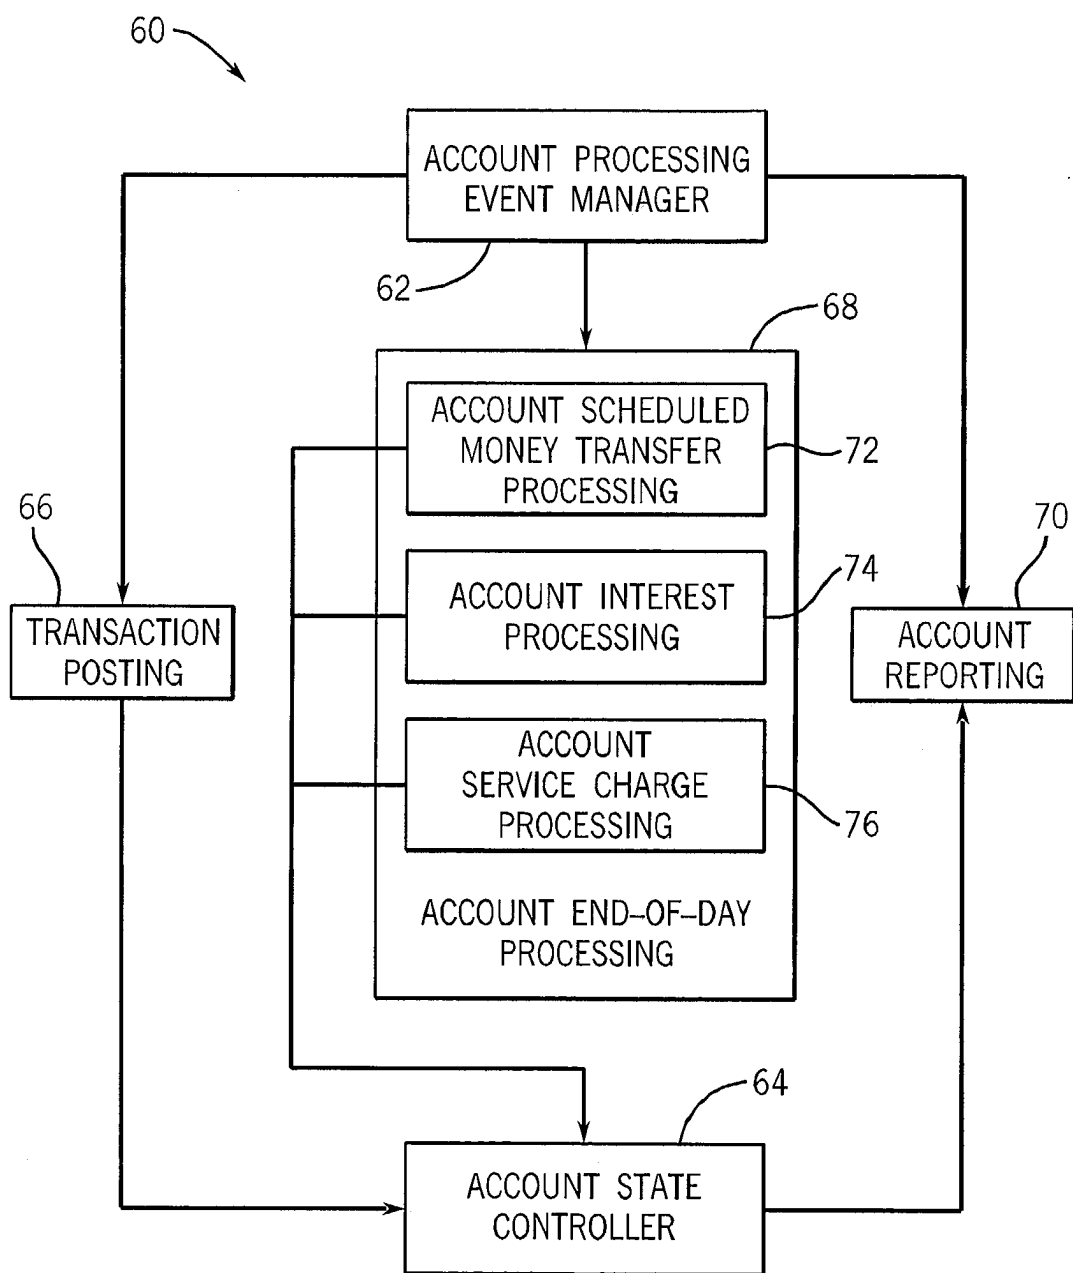 60
ACCOUNT PROCESSING
EVENT MANAGER
62
68
ACCOUNT SCHEDULED
MONEY TRANSFER
PROCESSING
72
66
70
74
ACCOUNT INTEREST
PROCESSING
TRANSACTION
POSTING
ACCOUNT
REPORTING
ACCOUNT
SERVICE CHARGE
PROCESSING
76
ACCOUNT END–OF–DAY
PROCESSING
64
ACCOUNT STATE
CONTROLLER